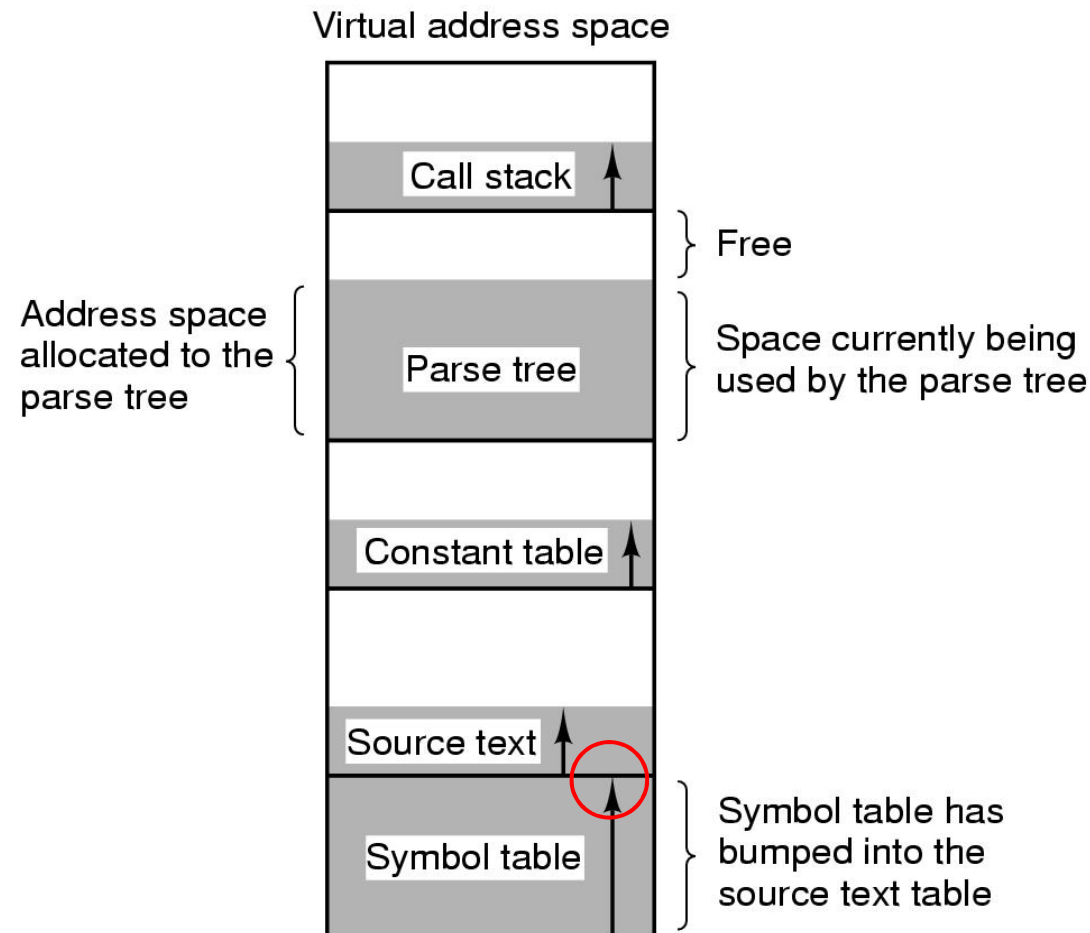 Virtual address space
Call stack
Free
Address space
allocated to the
parse tree
Parse tree
Space currently being
used by the parse tree
Constant table
Source text
Symbol table
Symbol table has
bumped into the
source text table